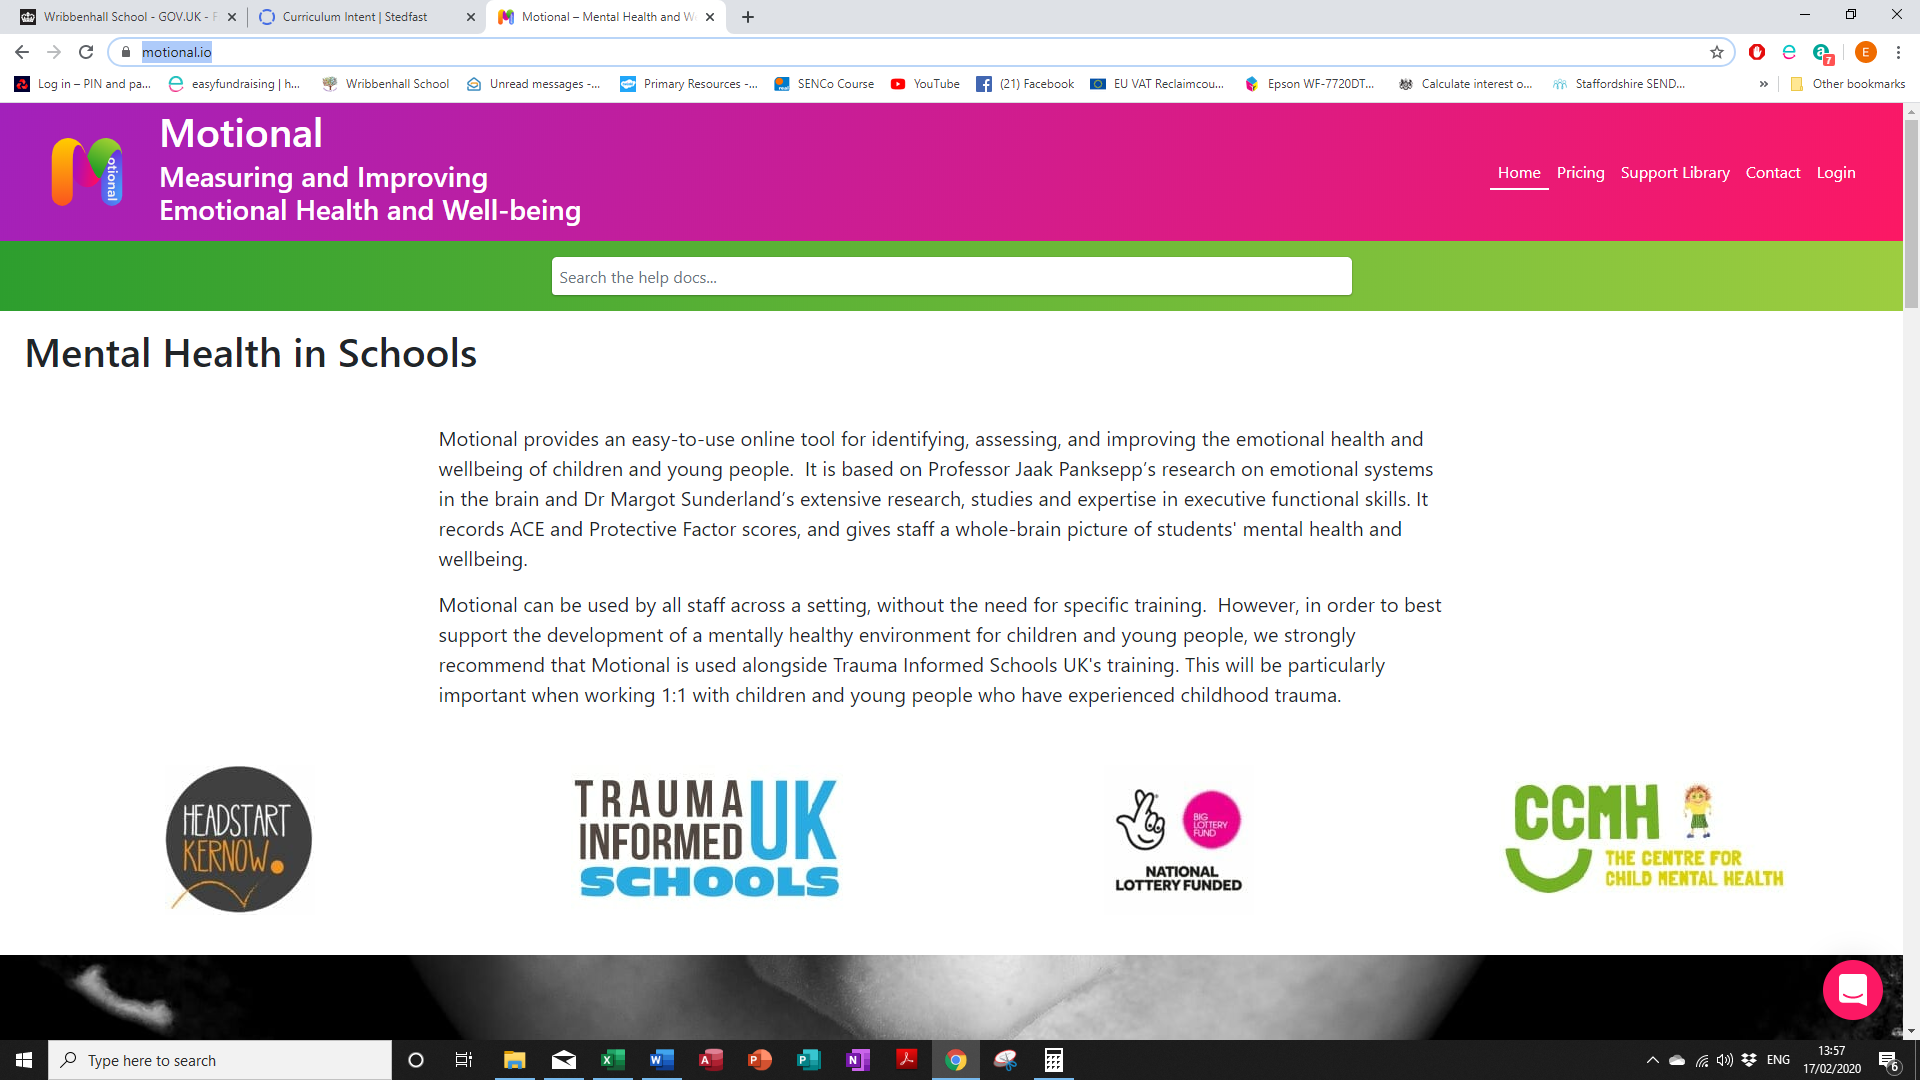 Wribbenhall School - GOV.UK - F
Curriculum Intent | Stedfast
Motional – Mental Health and W
motional.io
7
E
Log in – PIN and pa...
easyfundraising | h...
Wribbenhall School
Unread messages -...
Primary Resources -...
SENCo Course
YouTube
(21) Facebook
EU VAT Reclaimcou...
Epson WF-7720DT...
Calculate interest o...
Staffordshire SEND...
»
Other bookmarks
Motional
otional
Measuring and Improving
Emotional Health and Well-being
Home
Pricing
Support Library
Contact
Login
Search the help docs...
Mental Health in Schools
Motional provides an easy-to-use online tool for identifying, assessing, and improving the emotional health and
wellbeing of children and young people.  It is based on Professor Jaak Panksepp’s research on emotional systems
in the brain and Dr Margot Sunderland’s extensive research, studies and expertise in executive functional skills. It
records ACE and Protective Factor scores, and gives staff a whole-brain picture of students' mental health and
wellbeing.
Motional can be used by all staff across a setting, without the need for specific training.  However, in order to best
support the development of a mentally healthy environment for children and young people, we strongly
recommend that Motional is used alongside Trauma Informed Schools UK's training. This will be particularly
important when working 1:1 with children and young people who have experienced childhood trauma.
HEADSTART
KERNOW.
TRAUMA
INFORMED
UK
SCHOOLS
BIG
LOTTERY
FUND
NATIONAL
LOTTERY FUNDED
CCMH
THE CENTRE FOR
CHILD MENTAL HEALTH
Type here to search
ENG
13:57
17/02/2020
6